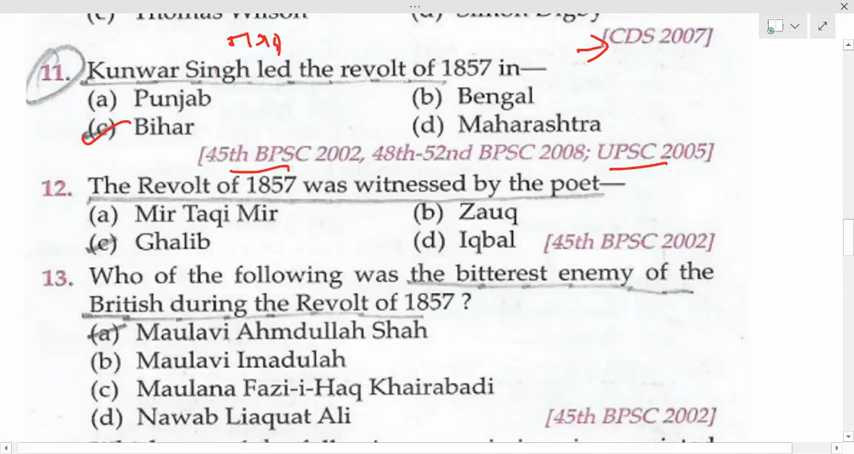 [CDS 2007]
11. Kunwar Singh led the revolt of 1857 in—
(a) Punjab (b) Bengal
(c) Bihar (d) Maharashtra
[45th BPSC 2002, 48th-52nd BPSC 2008; UPSC 2005]
12. The Revolt of 1857 was witnessed by the poet—
(a) Mir Taqi Mir (b) Zauq
(c) Ghalib (d) Iqbal [45th BPSC 2002]
13. Who of the following was the bitterest enemy of the
British during the Revolt of 1857 ?
(a) Maulavi Ahmdullah Shah
(b) Maulavi Imadulah
(c) Maulana Fazi-i-Haq Khairabadi
(d) Nawab Liaquat Ali [45th BPSC 2002]